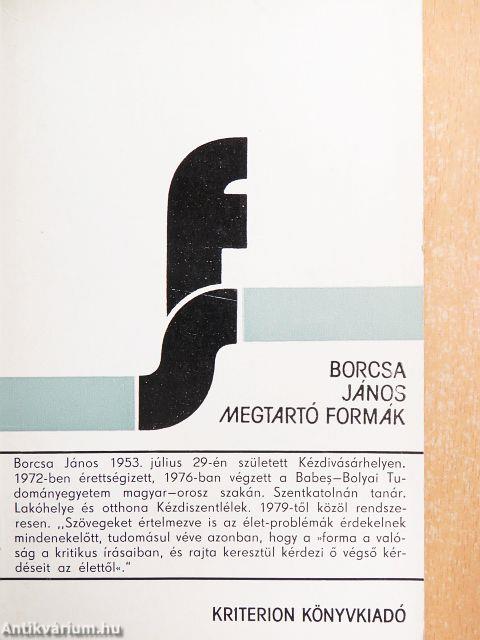 fs
BORCSA
JÁNOS
MEGTARTÓ FORMÁK
Borcsa János 1953. július 29-én született Kézdivásárhelyen.
1972-ben érettségizett, 1976-ban végzett a Babeș–Bolyai Tu-
dományegyetem magyar–orosz szakán. Szentkatolnán tanár.
Lakóhelye és otthona Kézdiszentlélek. 1979-től közöl rendsze-
resen. „Szövegeket értelmezve is az élet-problémák érdekelnek
mindenekelőtt, tudomásul véve azonban, hogy a »forma a való-
ság a kritikus írásaiban, és rajta keresztül kérdezi ő végső kér-
déseit az élettől«."
KRITERION KÖNYVKIADÓ
Antikvárium.hu